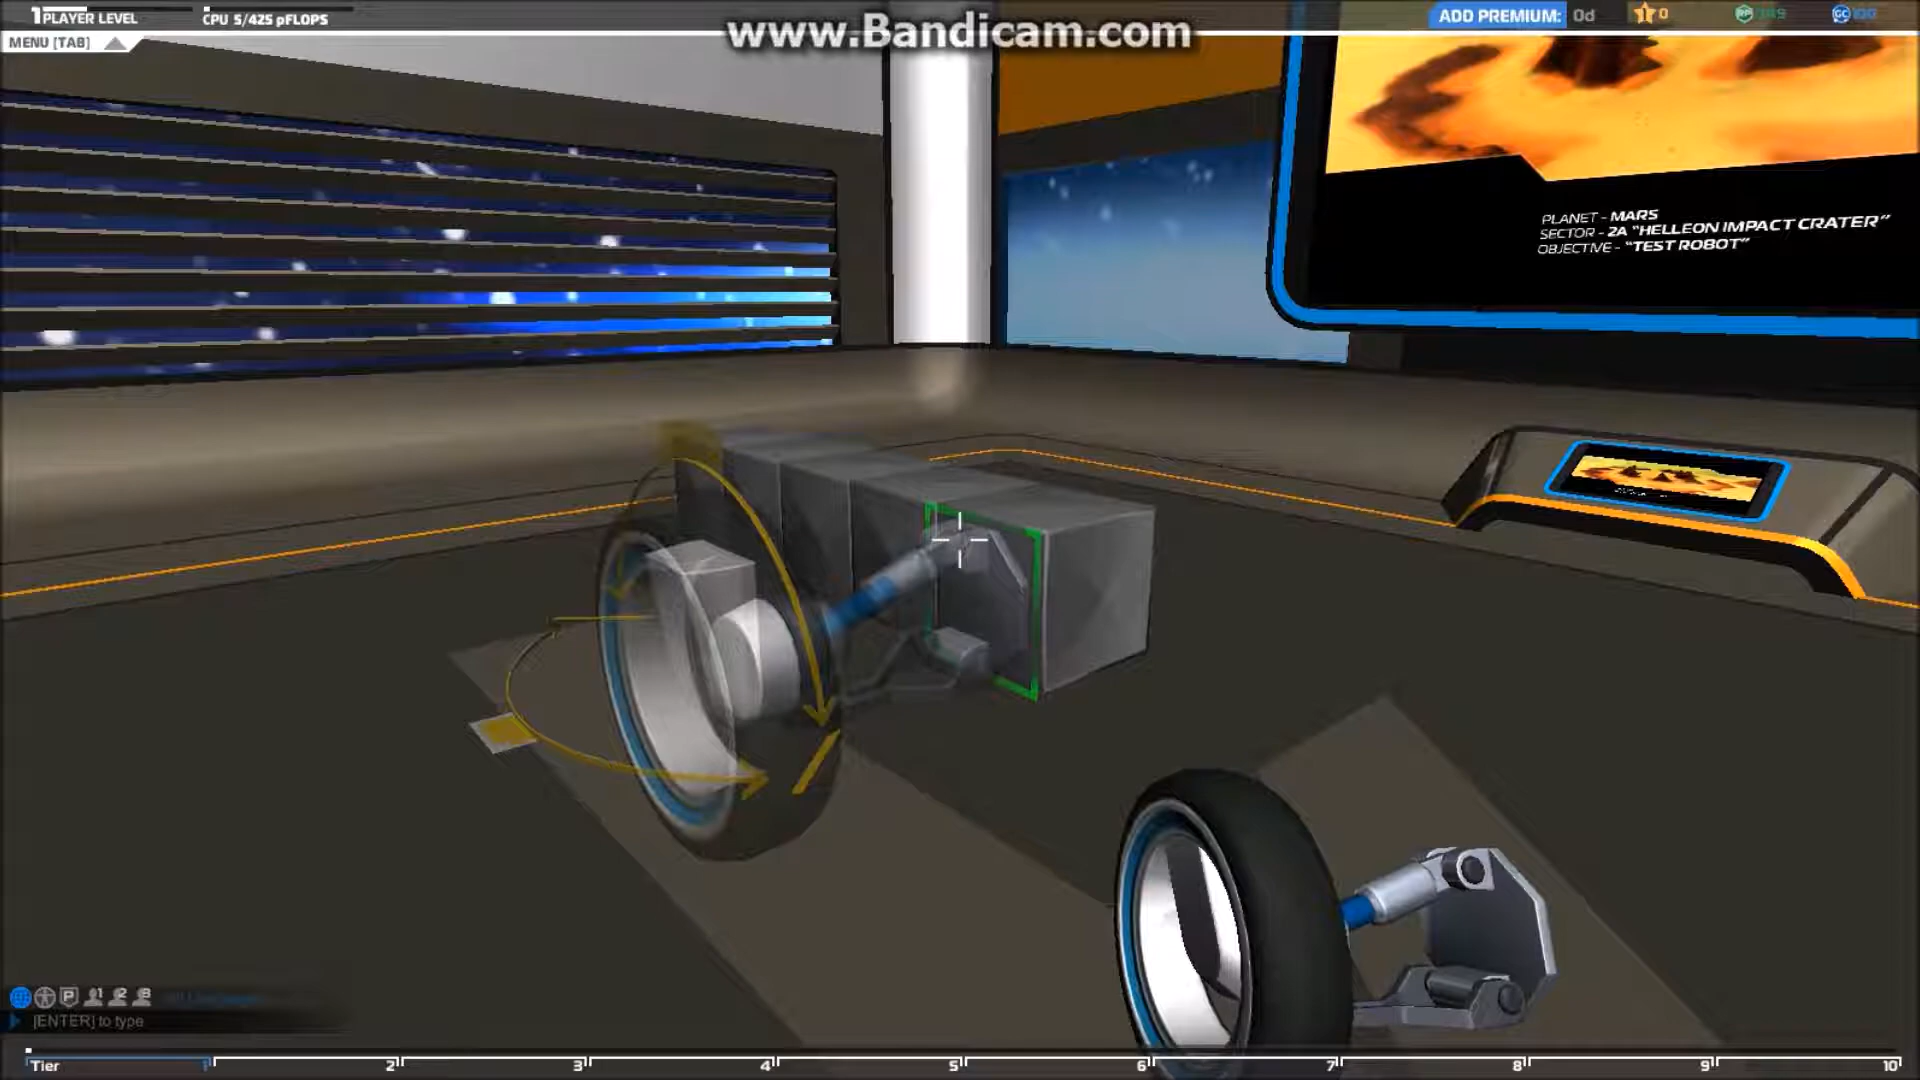 1 PLAYER LEVEL
CPU 5/425 pFLOPS
www.Bandicam.com
ADD PREMIUM: 0d
0
MENU [TAB]
PLANET - MARS
SECTOR - 2A "HELLEON IMPACT CRATER"
OBJECTIVE - "TEST ROBOT"
[ENTER] to type
Tier 1 2 3 4 5 6 7 8 9 10